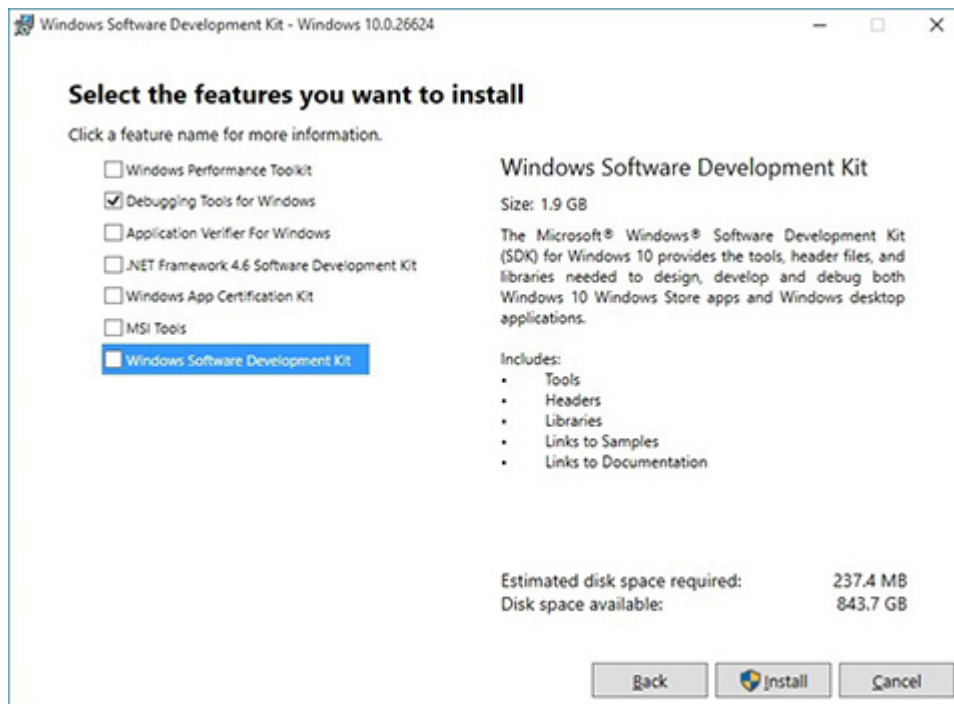 Windows Software Development Kit - Windows 10.0.26624
Select the features you want to install
Click a feature name for more information.
Windows Performance Toolkit
Debugging Tools for Windows
Application Verifier For Windows
.NET Framework 4.6 Software Development Kit
Windows App Certification Kit
MSI Tools
Windows Software Development Kit
Windows Software Development Kit
Size: 1.9 GB
The Microsoft® Windows® Software Development Kit
(SDK) for Windows 10 provides the tools, header files, and
libraries needed to design, develop and debug both
Windows 10 Windows Store apps and Windows desktop
applications.
Includes:
• Tools
• Headers
• Libraries
• Links to Samples
• Links to Documentation
Estimated disk space required: 237.4 MB
Disk space available: 843.7 GB
Back
Install
Cancel